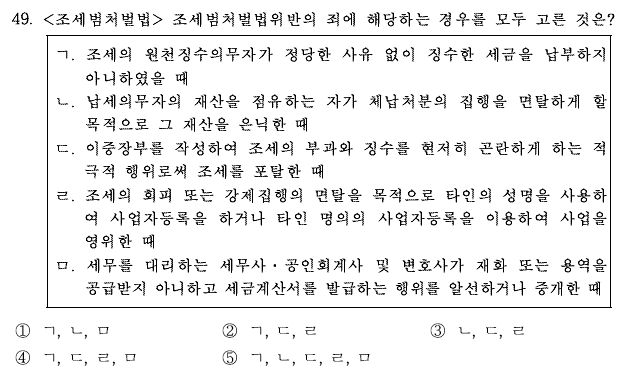 49. <조세범처벌법> 조세범처벌법위반의 죄에 해당하는 경우를 모두 고른 것은?
ㄱ. 조세의 원천징수의무자가 정당한 사유 없이 징수한 세금을 납부하지
아니하였을 때
ㄴ. 납세의무자의 재산을 점유하는 자가 체납처분의 집행을 면탈하게 할
목적으로 그 재산을 은닉한 때
ㄷ. 이중장부를 작성하여 조세의 부과와 징수를 현저히 곤란하게 하는 적
극적 행위로써 조세를 포탈한 때
ㄹ. 조세의 회피 또는 강제집행의 면탈을 목적으로 타인의 성명을 사용하
여 사업자등록을 하거나 타인 명의의 사업자등록을 이용하여 사업을
영위한 때
ㅁ. 세무를 대리하는 세무사·공인회계사 및 변호사가 재화 또는 용역을
공급받지 아니하고 세금계산서를 발급하는 행위를 알선하거나 중개한 때
① ㄱ, ㄴ, ㅁ ② ㄱ, ㄷ, ㄹ ③ ㄴ, ㄷ, ㄹ
④ ㄱ, ㄷ, ㄹ, ㅁ ⑤ ㄱ, ㄴ, ㄷ, ㄹ, ㅁ